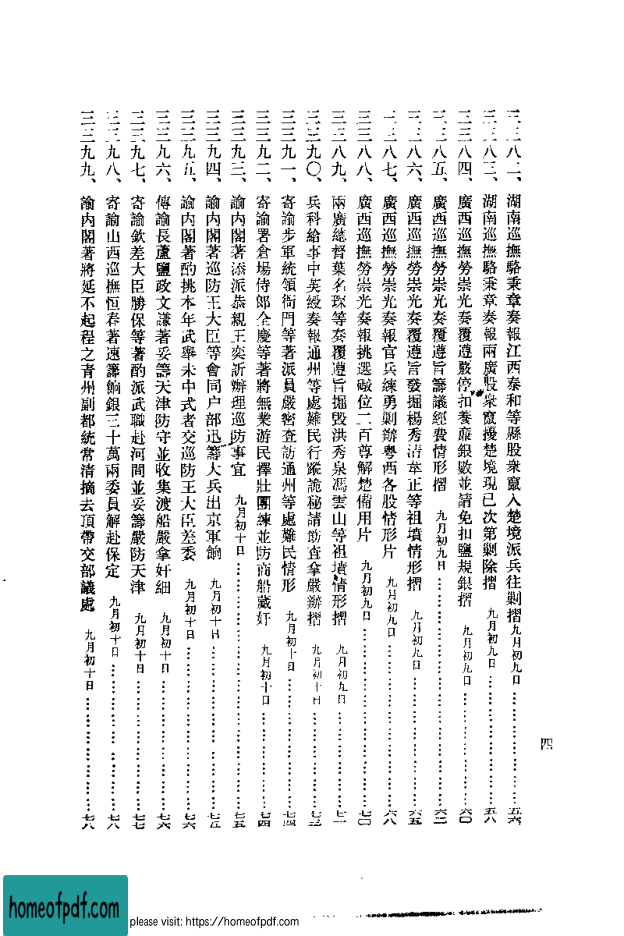 四
三三八二、湖南巡撫駱秉章奏報江西泰和等縣股衆竄入楚境派兵往剿摺 九月初九日……五六
三三八三、湖南巡撫駱秉章奏報兩廣股衆竄擾楚境現已次第剿除摺 九月初九日……五八
三三八四、廣西巡撫勞崇光奏覆遵駮停扣養廉銀數並請免扣鹽規銀摺 九月初九日……六〇
三三八五、廣西巡撫勞崇光奏覆遵旨籌議經費情形摺 九月初九日……六二
三三八六、廣西巡撫勞崇光奏覆遵旨發掘楊秀清韋正等祖墳情形摺 九月初九日……六五
三三八七、廣西巡撫勞崇光奏報官兵練勇剿辦粵西各股情形片 九月初九日……六八
三三八八、廣西巡撫勞崇光奏報挑選礮位二百尊解楚備用片 九月初九日……七〇
三三八九、兩廣總督葉名琛等奏覆遵旨掘毀洪秀泉馮雲山等祖墳情形摺 九月初九日……七一
三三九〇、兵科給事中英綬奏報通州等處難民行蹤詭秘請飭查拿嚴辦摺 九月初十日……七三
三三九一、寄諭步軍統領衙門等著派員嚴密查訪通州等處難民情形 九月初十日……七四
三三九二、寄諭署倉場侍郎全慶等著將無業游民擇壯團練並防商船藏奸 九月初十日……七四
三三九三、諭內閣著添派恭親王奕訢辦理巡防事宜 九月初十日……七五
三三九四、諭內閣著巡防王大臣等會同户部迅籌大兵出京軍餉 九月初十日……七五
三三九五、諭內閣著酌挑本年武舉未中式者交巡防王大臣差委 九月初十日……七六
三三九六、傳諭長蘆鹽政文謙著妥籌天津防守並收集渡船嚴拿奸細 九月初十日……七六
三三九七、寄諭欽差大臣勝保等著酌派武職赴河間並妥籌嚴防天津 九月初十日……七七
三三九八、寄諭山西巡撫恒春著速籌餉銀三十萬兩委員解赴保定 九月初十日……七八
三三九九、諭內閣著將延不起程之青州副都統常清摘去頂帶交部議處 九月初十日……七八
homeofpdf.com
please visit: https://homeofpdf.com